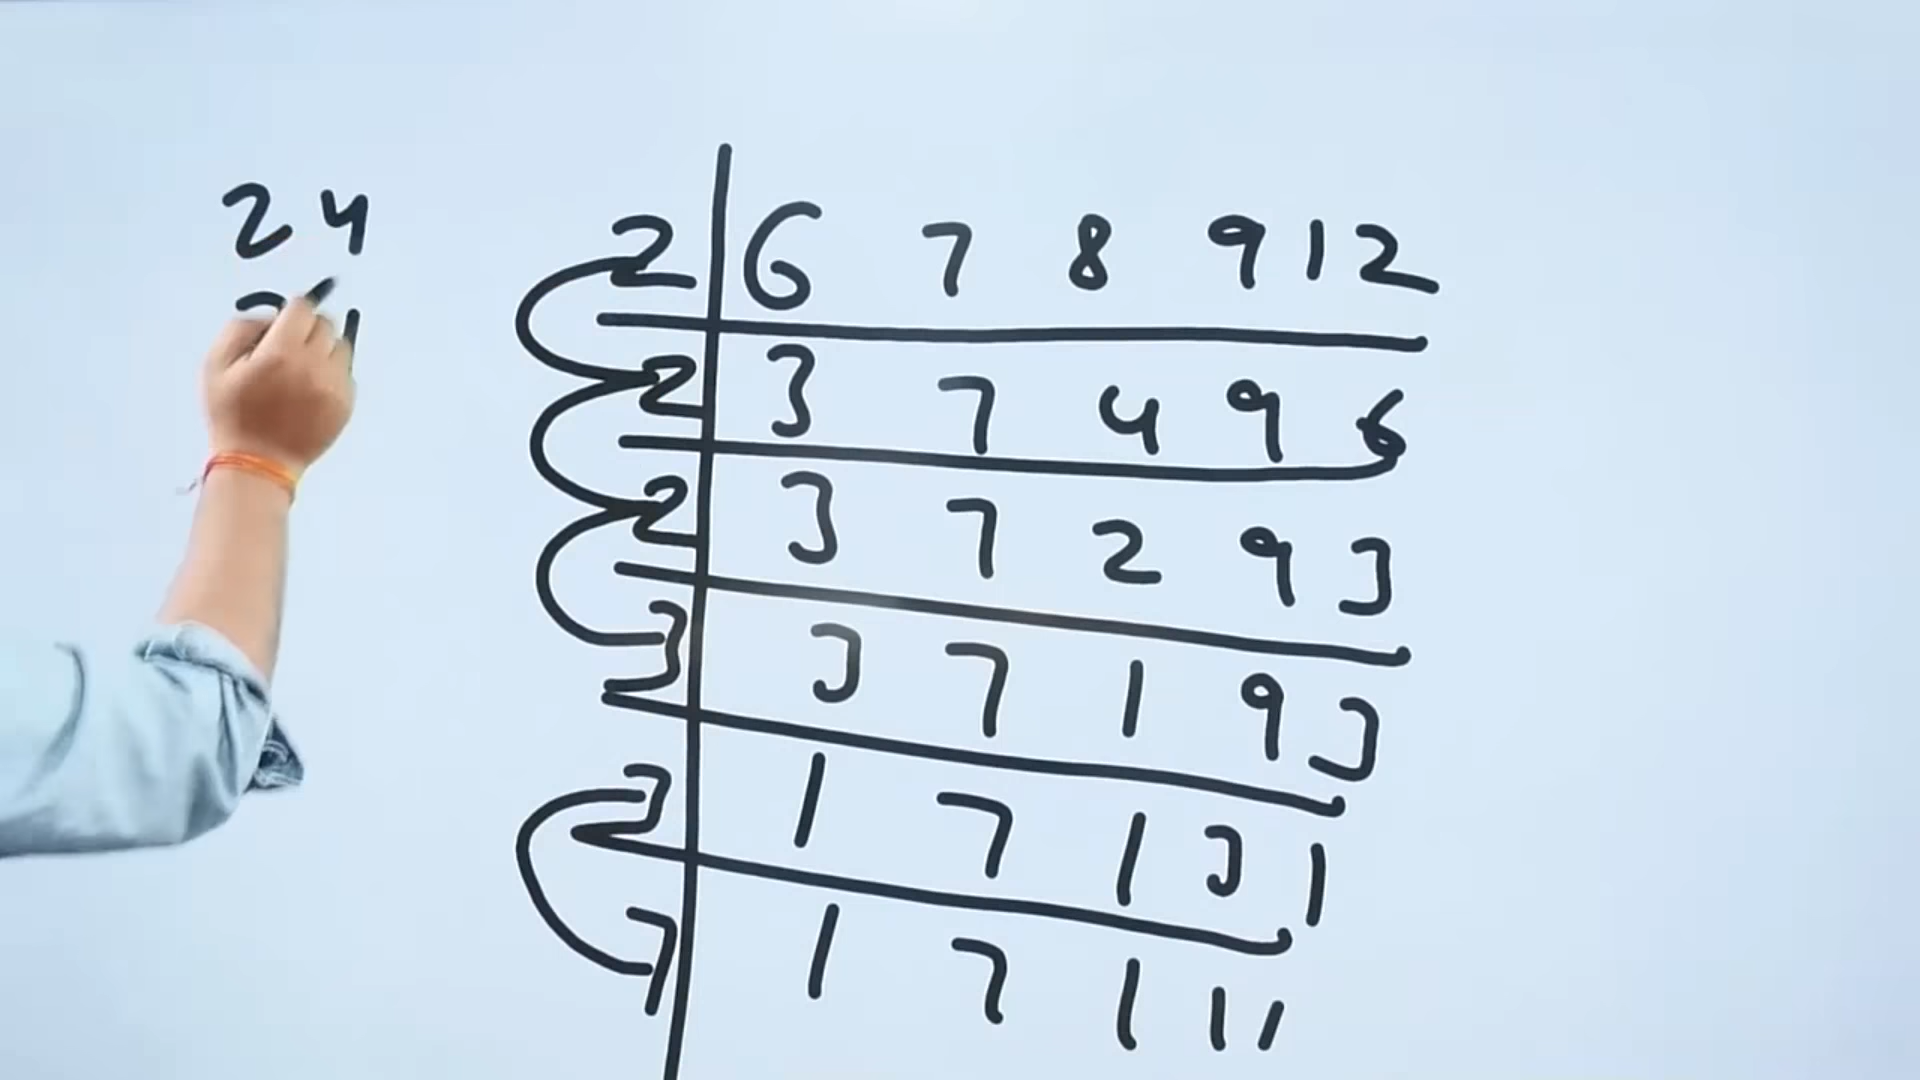 24
21
2 6 7 8 9 12
2 3 7 4 9 6
2 3 7 2 9 3
3 3 7 1 9 3
3 1 7 1 3 1
7 1 7 1 1 1